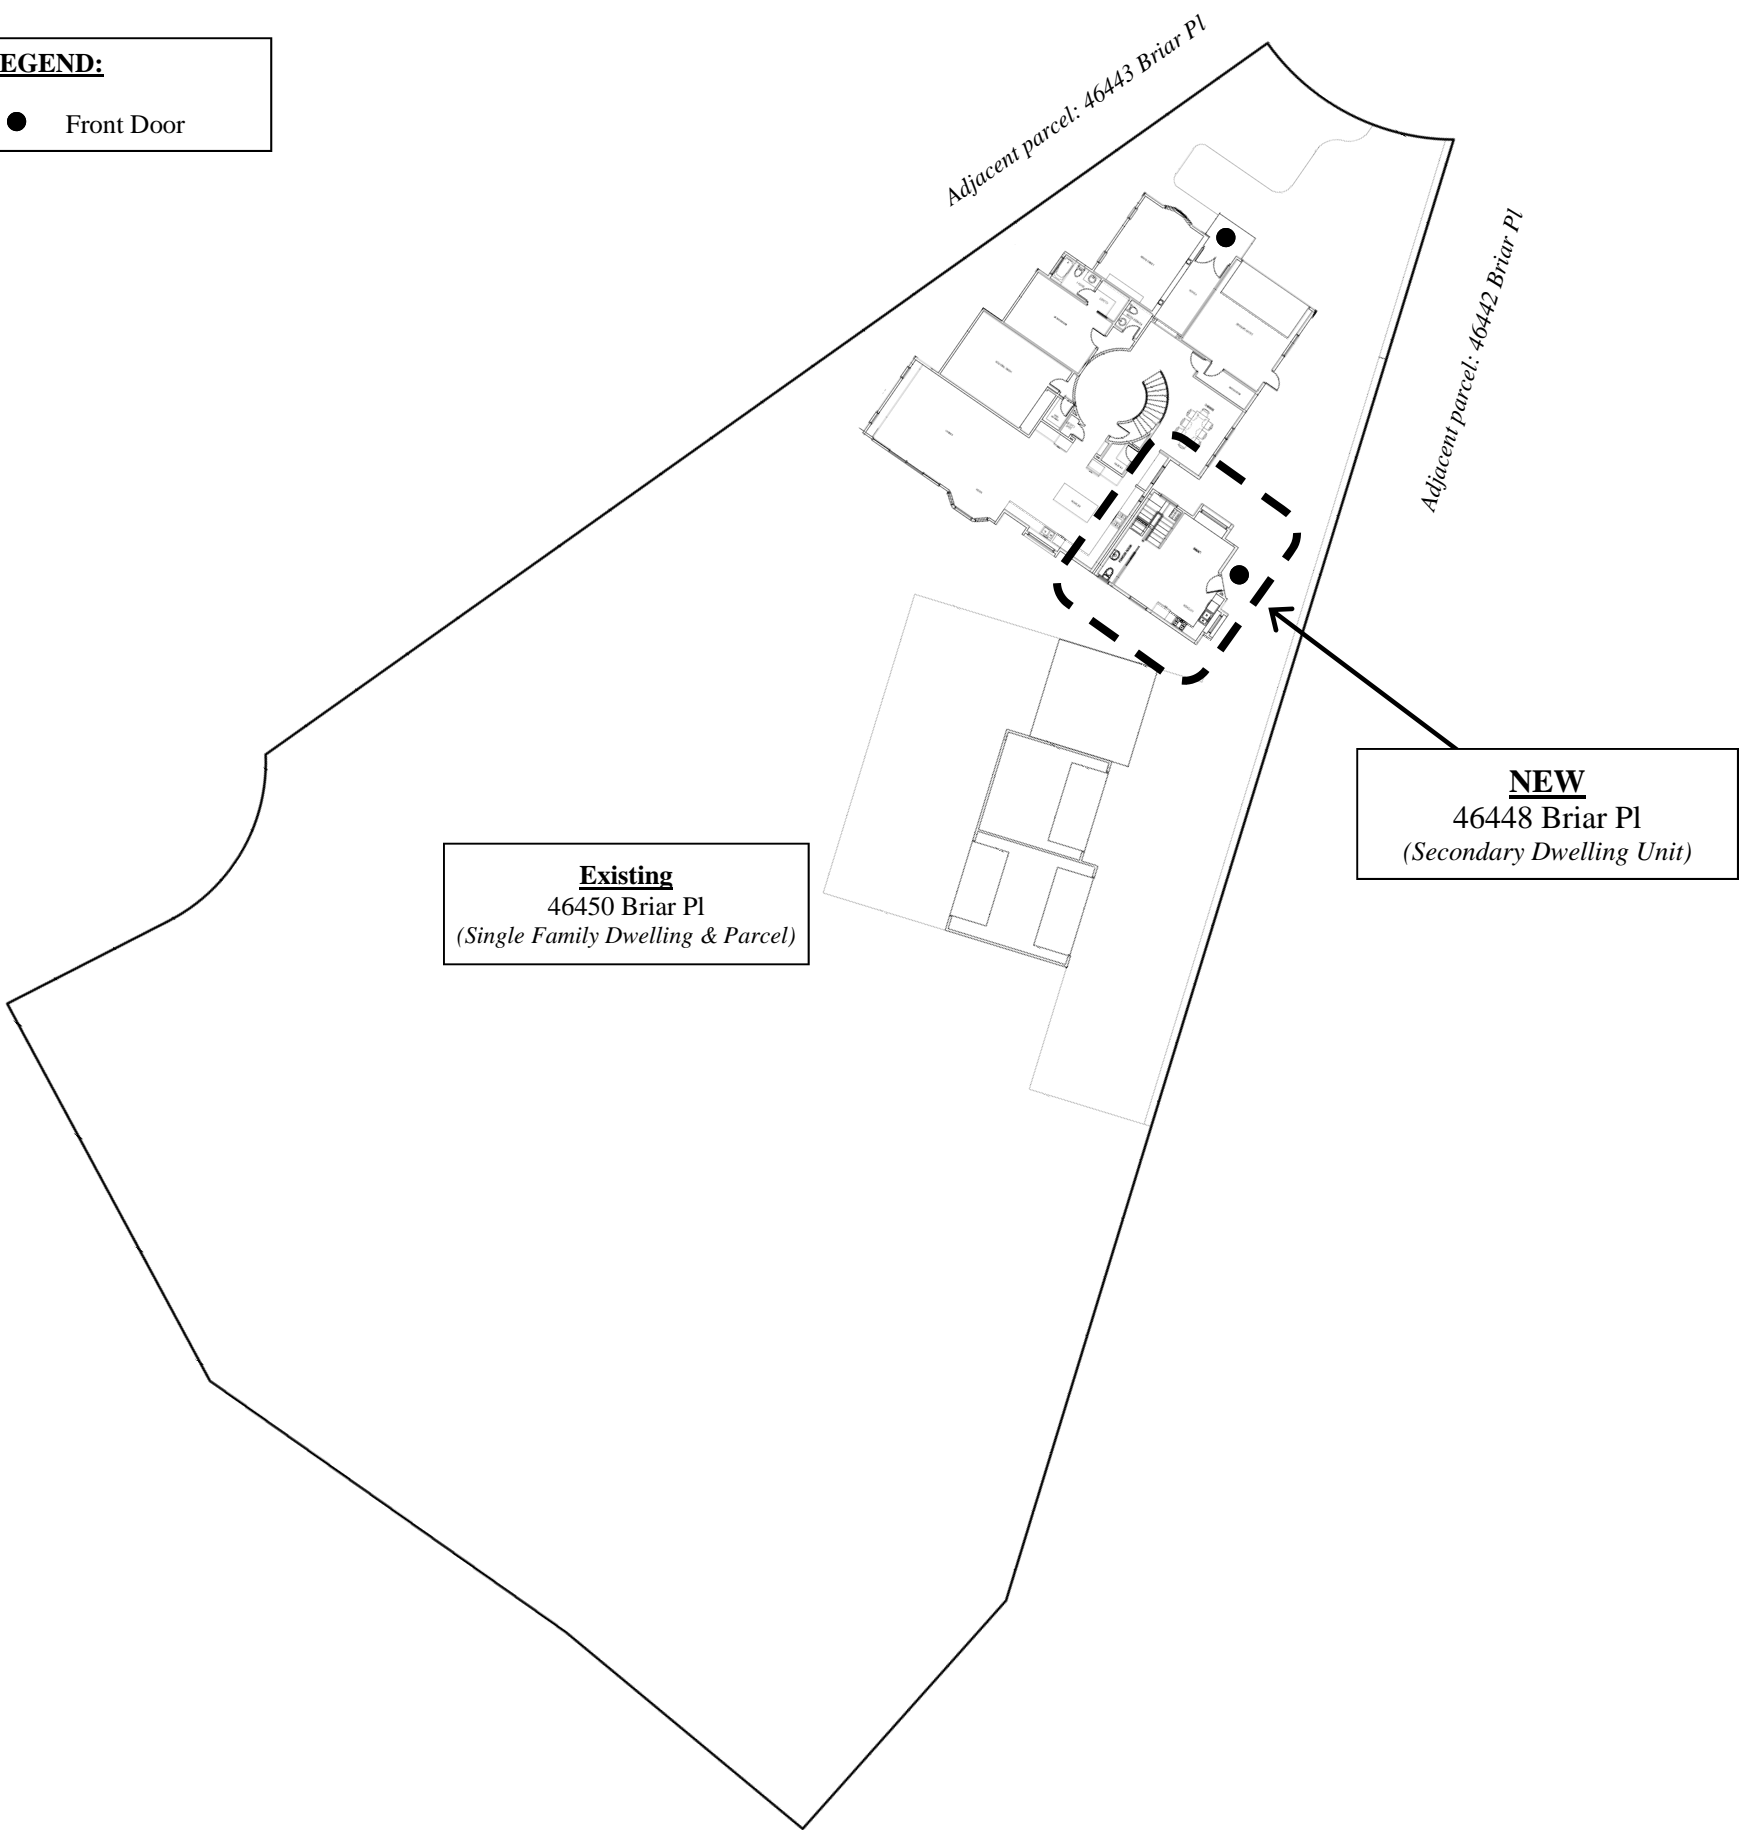 EGEND:
Front Door
Adjacent parcel: 46443 Briar Pl
Adjacent parcel: 46442 Briar Pl
NEW
46448 Briar Pl
(Secondary Dwelling Unit)
Existing
46450 Briar Pl
(Single Family Dwelling & Parcel)